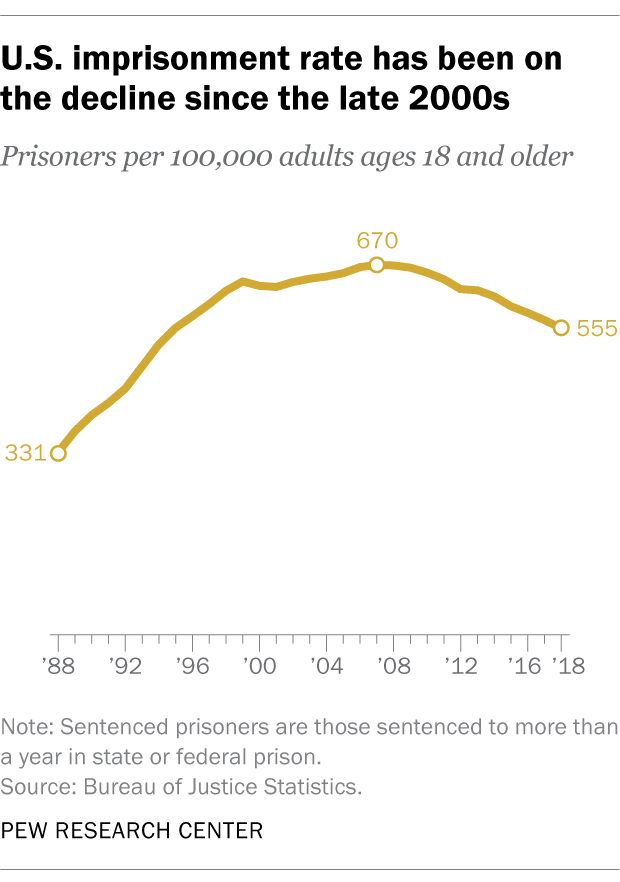 U.S. imprisonment rate has been on
the decline since the late 2000s
Prisoners per 100,000 adults ages 18 and older
670
555
331
’88 ’92 ’96 ’00 ’04 ’08 ’12 ’16 ’18
Note: Sentenced prisoners are those sentenced to more than
a year in state or federal prison.
Source: Bureau of Justice Statistics.
PEW RESEARCH CENTER